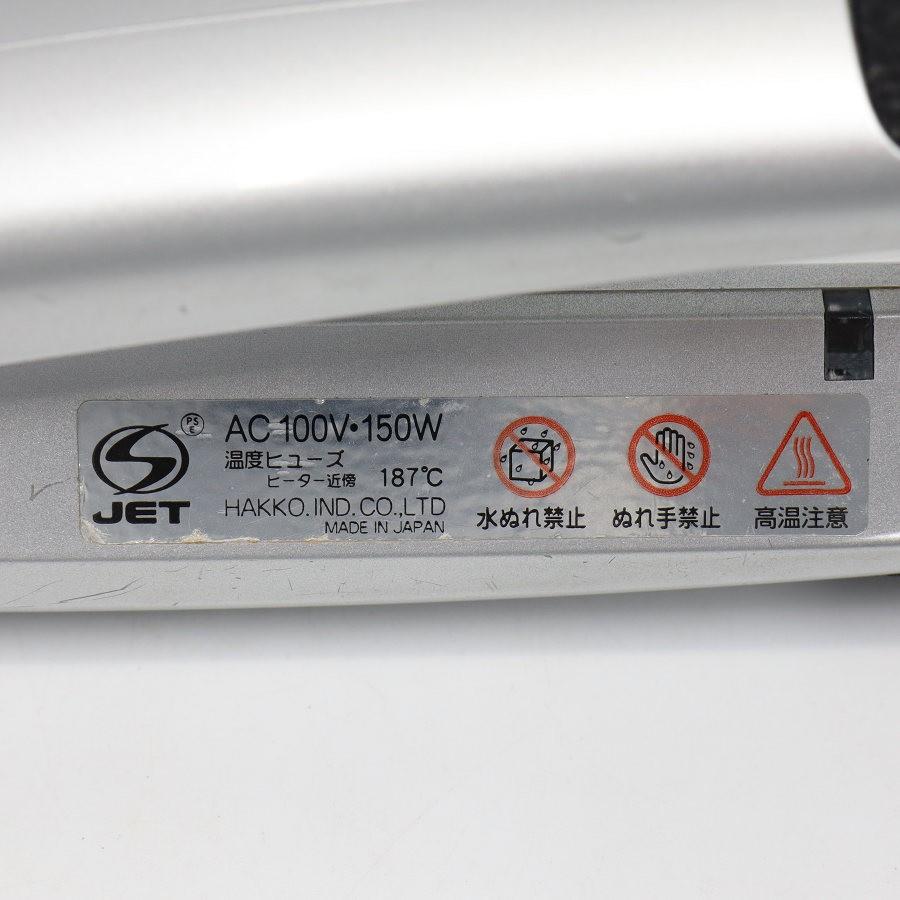 PS
E
JET
AC 100V・150W
温度ヒューズ
ヒーター近傍 187℃
HAKKO.IND.CO.,LTD
MADE IN JAPAN
水ぬれ禁止
ぬれ手禁止
高温注意